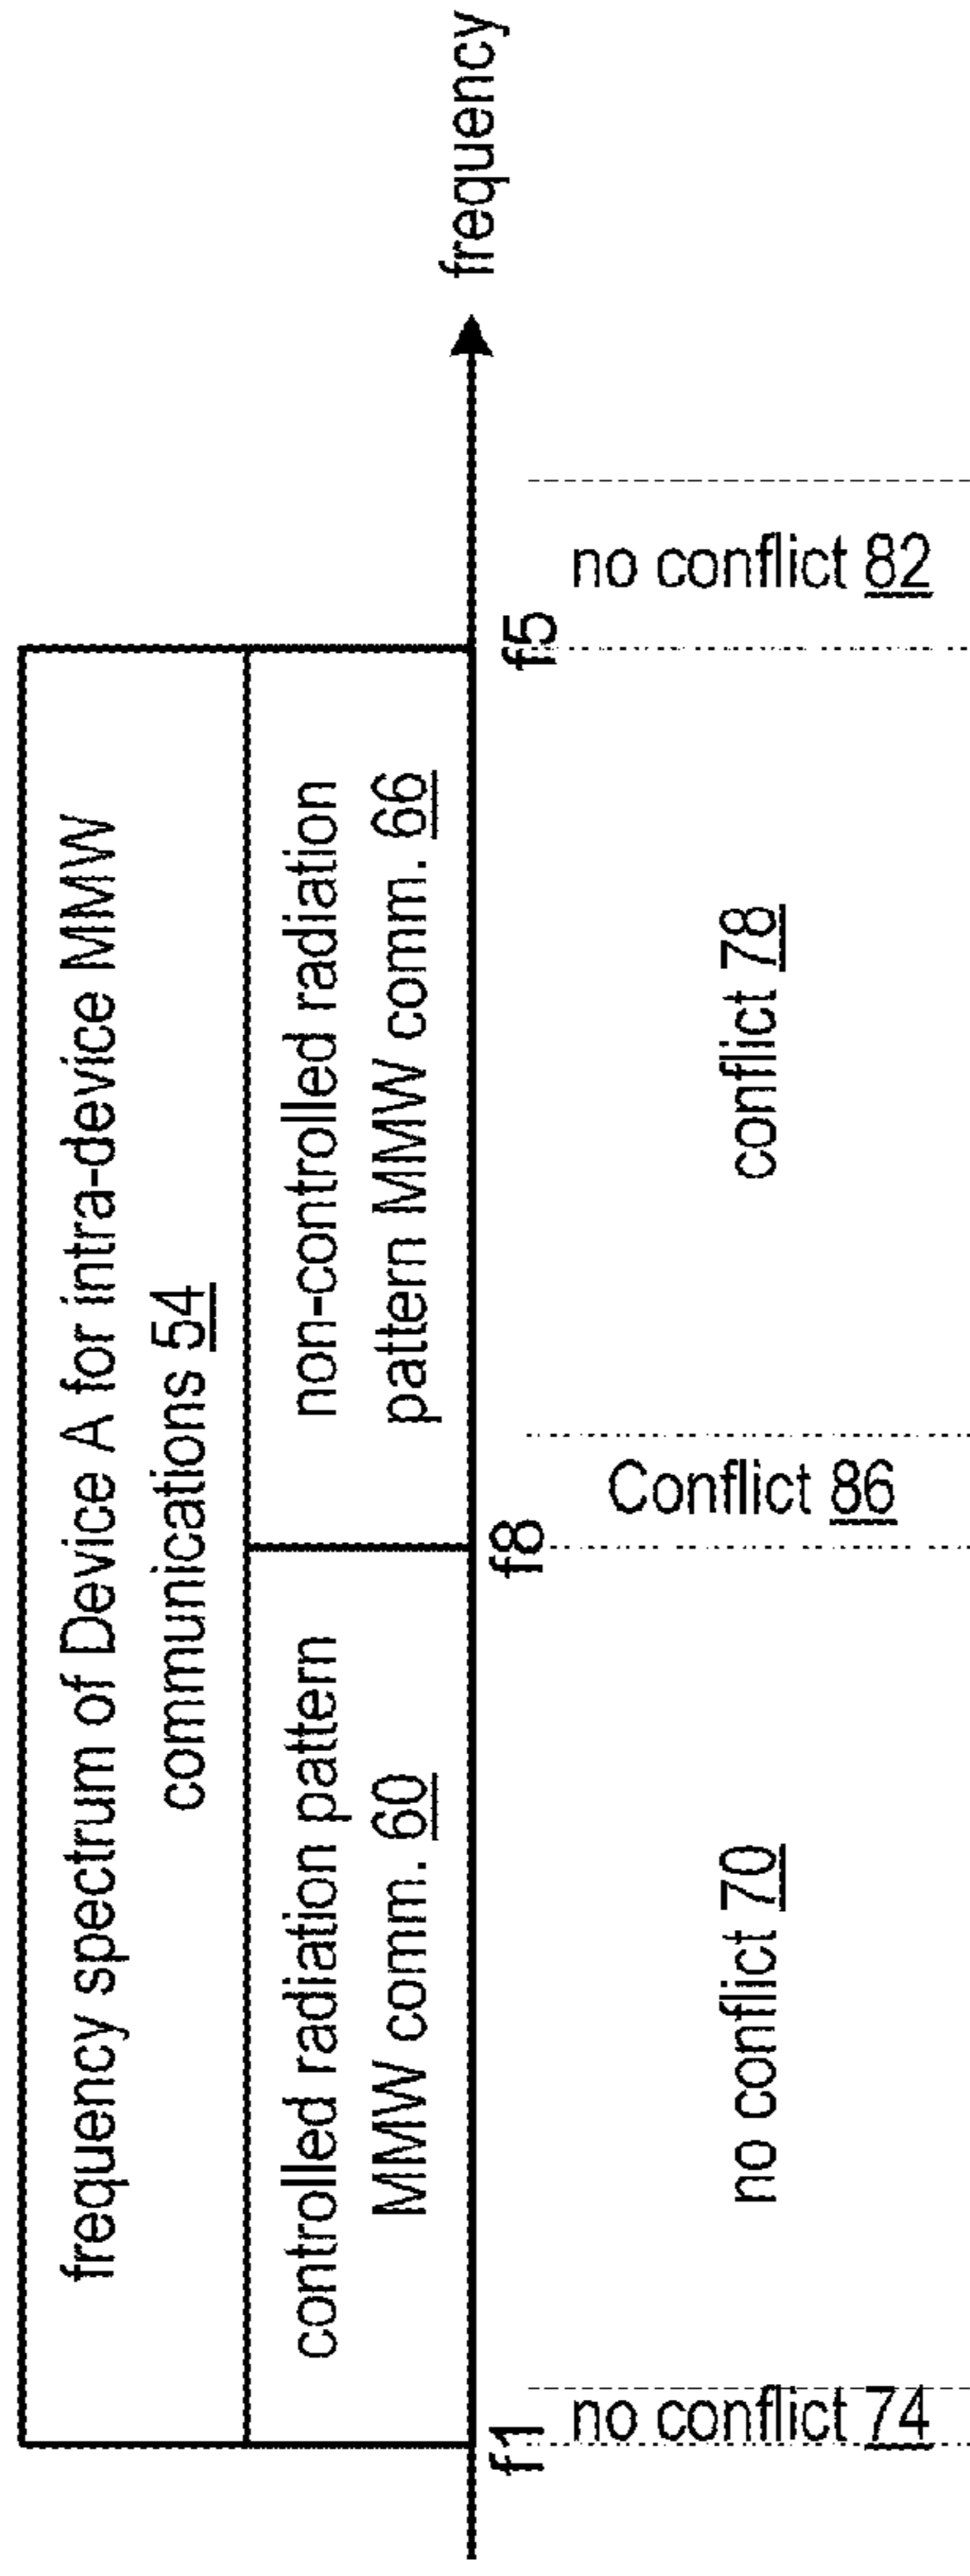 frequency spectrum of Device A for intra-device MMW
communications 54
controlled radiation pattern
MMW comm. 60
non-controlled radiation
pattern MMW comm. 66
frequency
f1
f8
f5
no conflict 74
no conflict 70
Conflict 86
conflict 78
no conflict 82